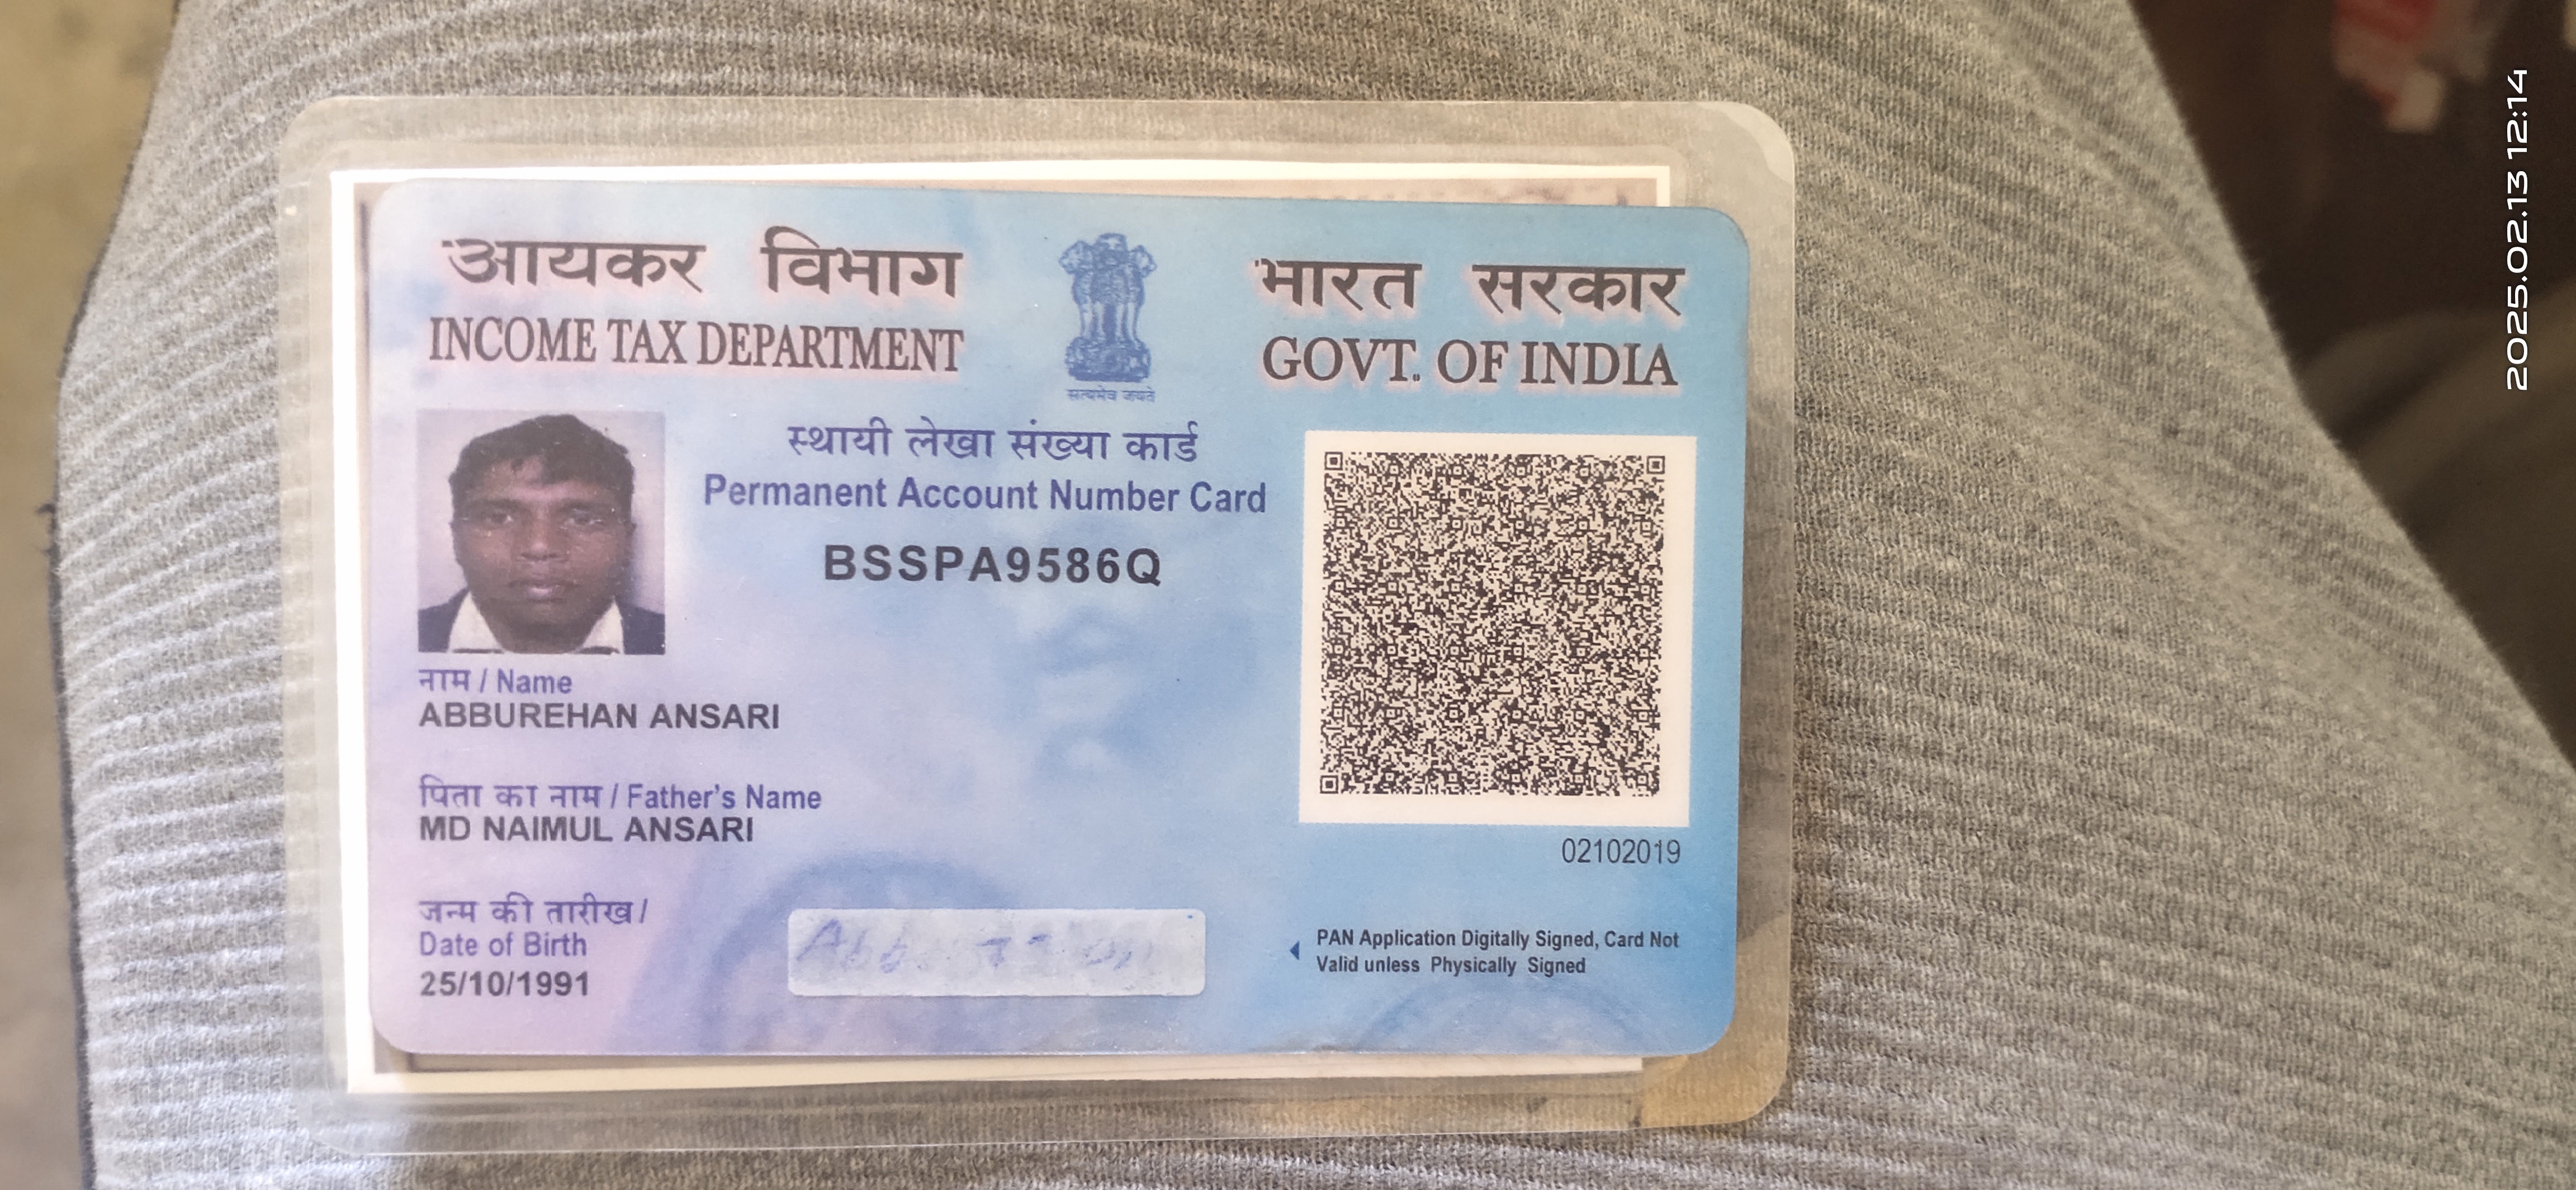 आयकर विभाग
INCOME TAX DEPARTMENT
सत्यमेव जयते
भारत सरकार
GOVT. OF INDIA
स्थायी लेखा संख्या कार्ड
Permanent Account Number Card
BSSPA9586Q
नाम / Name
ABBUREHAN ANSARI
पिता का नाम / Father's Name
MD NAIMUL ANSARI
02102019
जन्म की तारीख /
Date of Birth
25/10/1991
PAN Application Digitally Signed, Card Not
Valid unless Physically Signed
2025.02.13 12:14